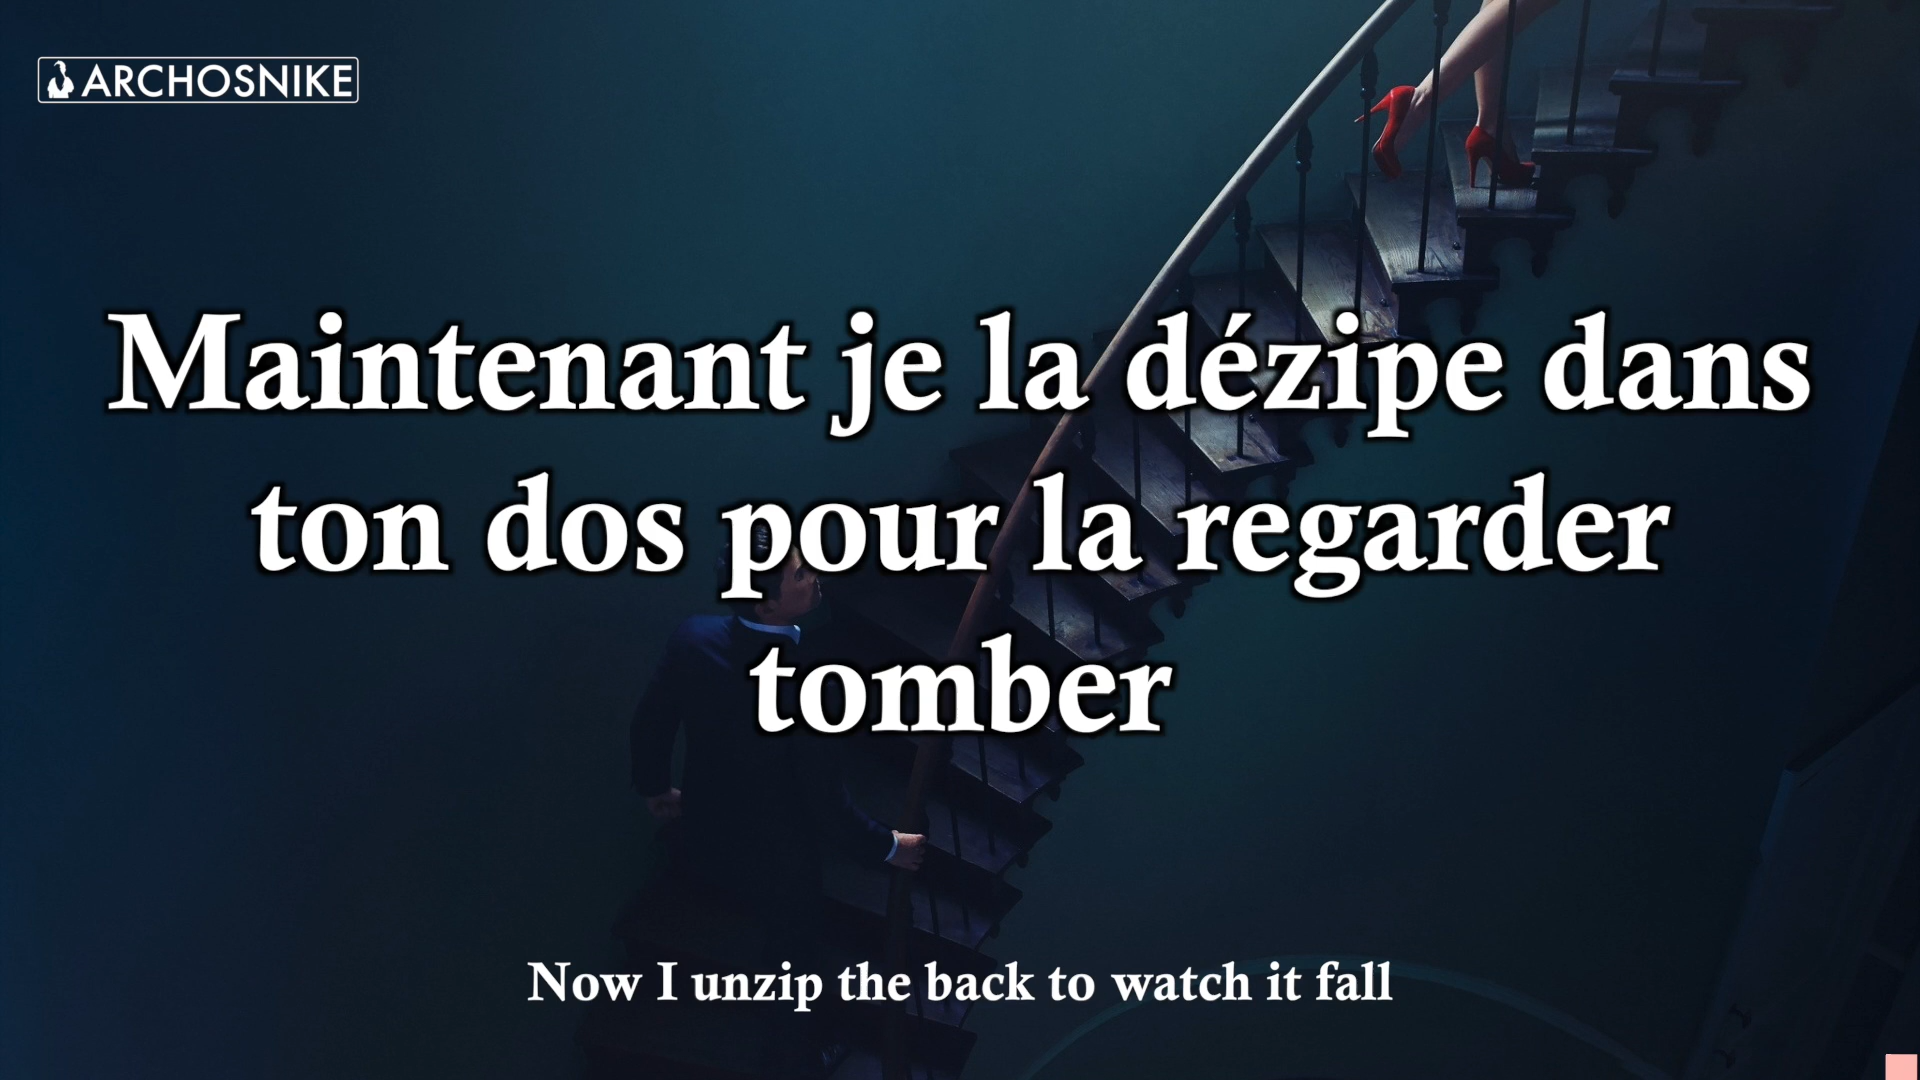 ARCHOSNIKE
Maintenant je la dézipe dans
ton dos pour la regarder
tomber
Now I unzip the back to watch it fall